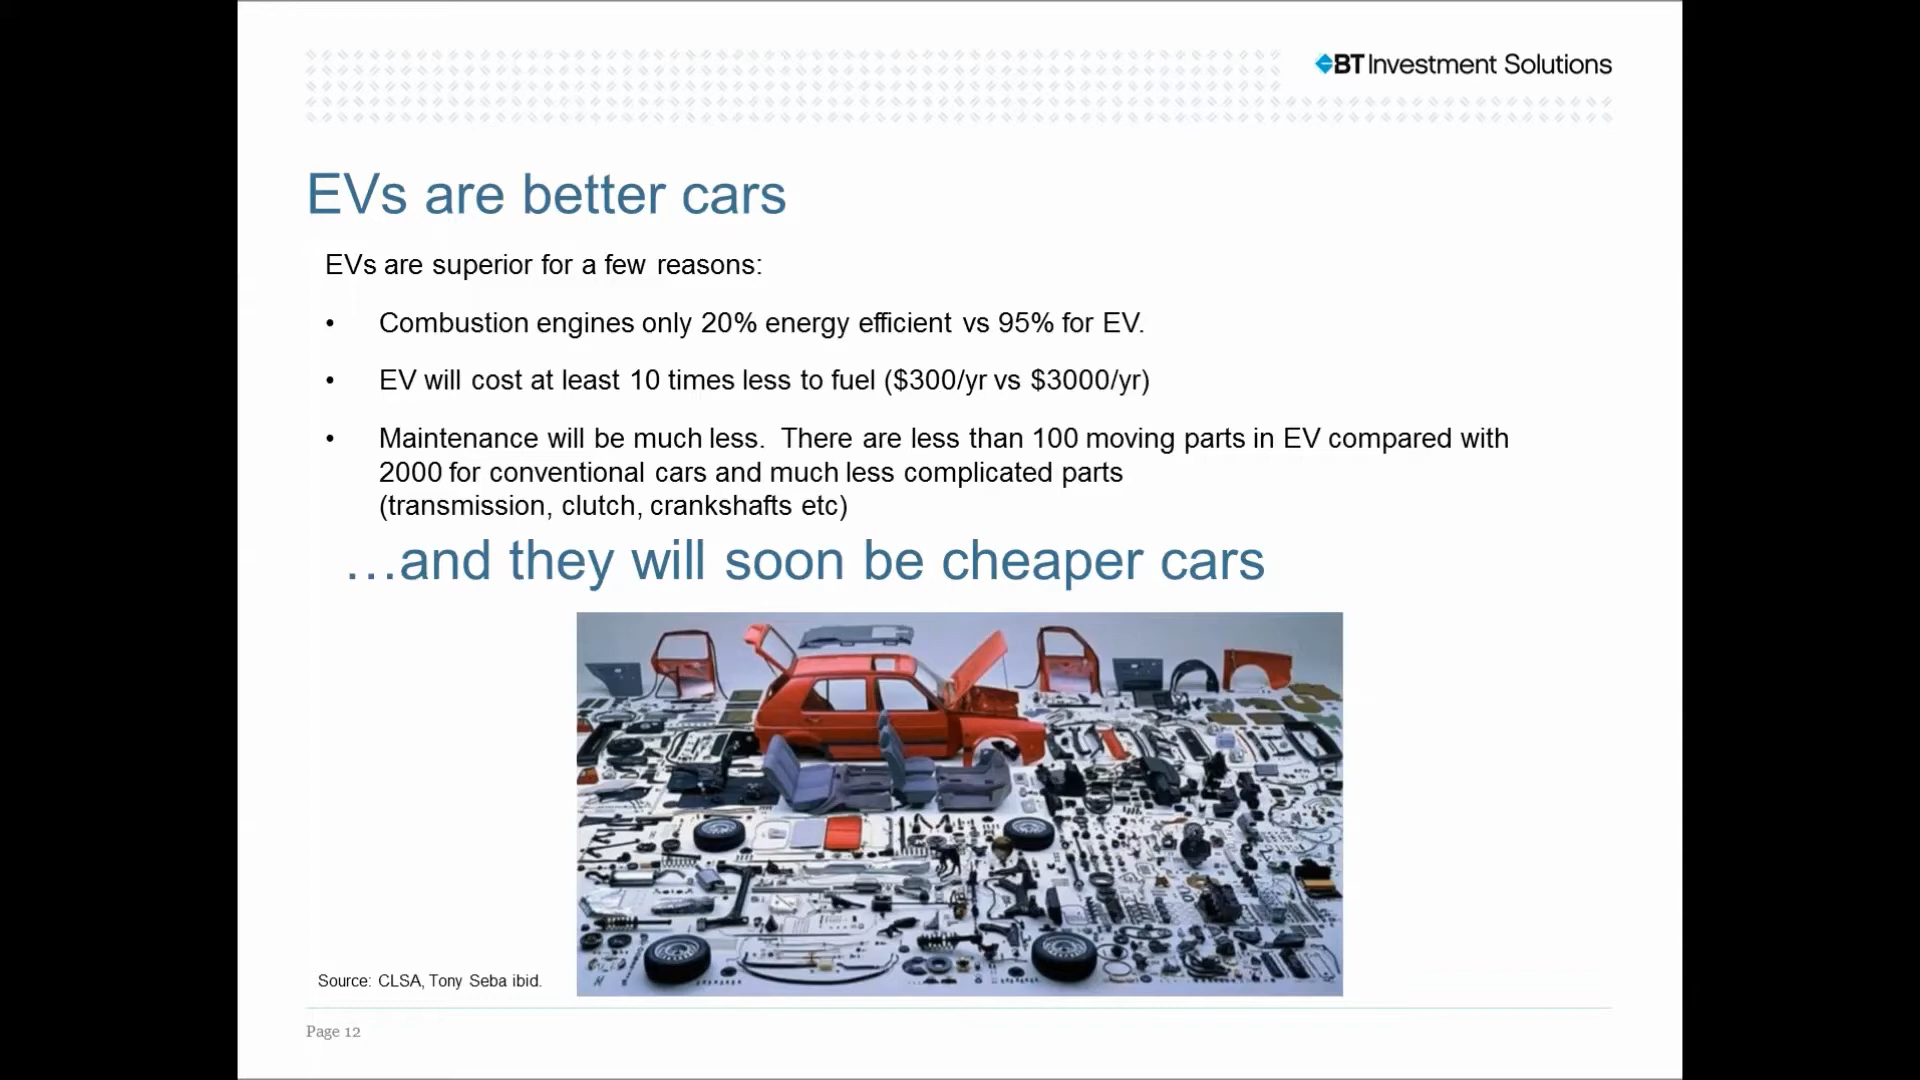 BT Investment Solutions
EVs are better cars
EVs are superior for a few reasons:
• Combustion engines only 20% energy efficient vs 95% for EV.
• EV will cost at least 10 times less to fuel ($300/yr vs $3000/yr)
• Maintenance will be much less. There are less than 100 moving parts in EV compared with
2000 for conventional cars and much less complicated parts
(transmission, clutch, crankshafts etc)
…and they will soon be cheaper cars
Source: CLSA, Tony Seba ibid.
Page 12